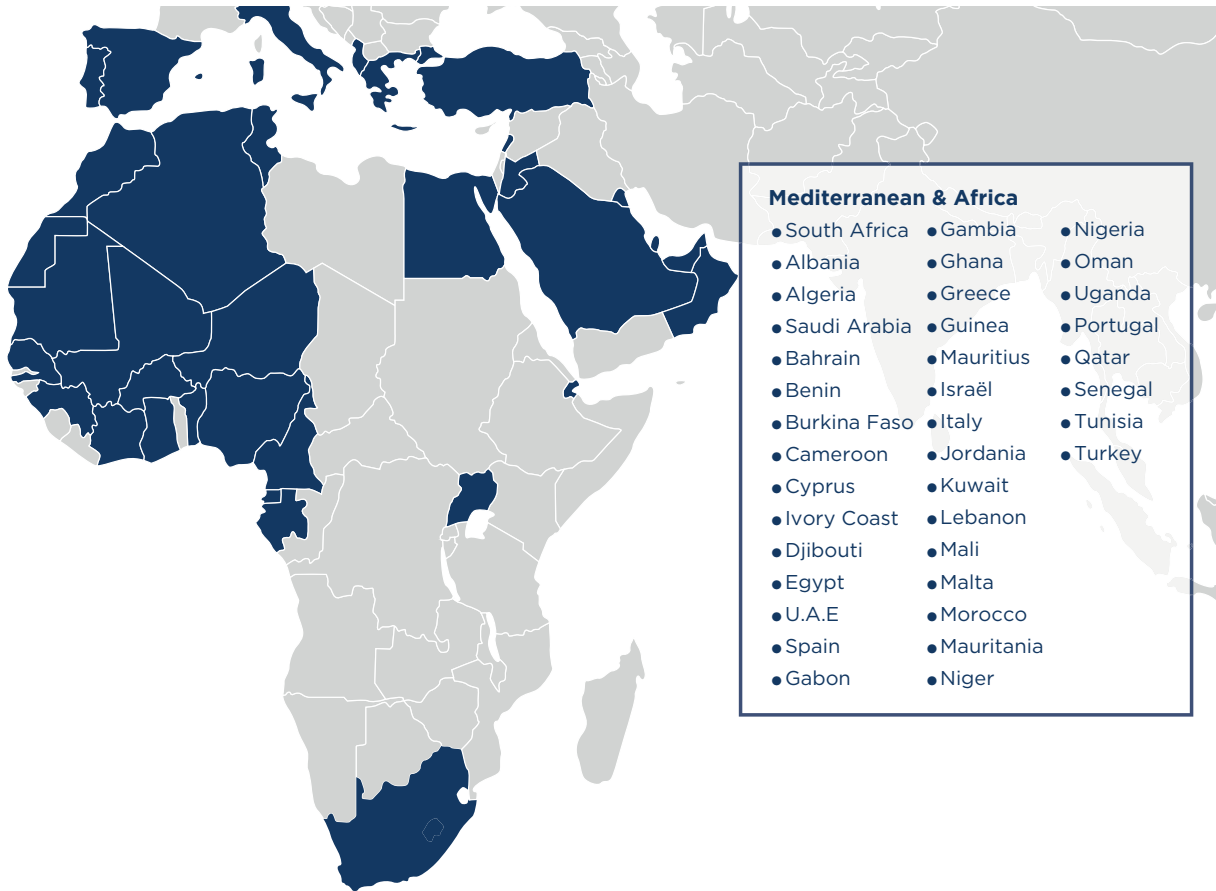 Mediterranean & Africa
South Africa
Albania
Algeria
Saudi Arabia
Bahrain
Benin
Burkina Faso
Cameroon
Cyprus
Ivory Coast
Djibouti
Egypt
U.A.E
Spain
Gabon
Gambia
Ghana
Greece
Guinea
Mauritius
Israël
Italy
Jordania
Kuwait
Lebanon
Mali
Malta
Morocco
Mauritania
Niger
Nigeria
Oman
Uganda
Portugal
Qatar
Senegal
Tunisia
Turkey